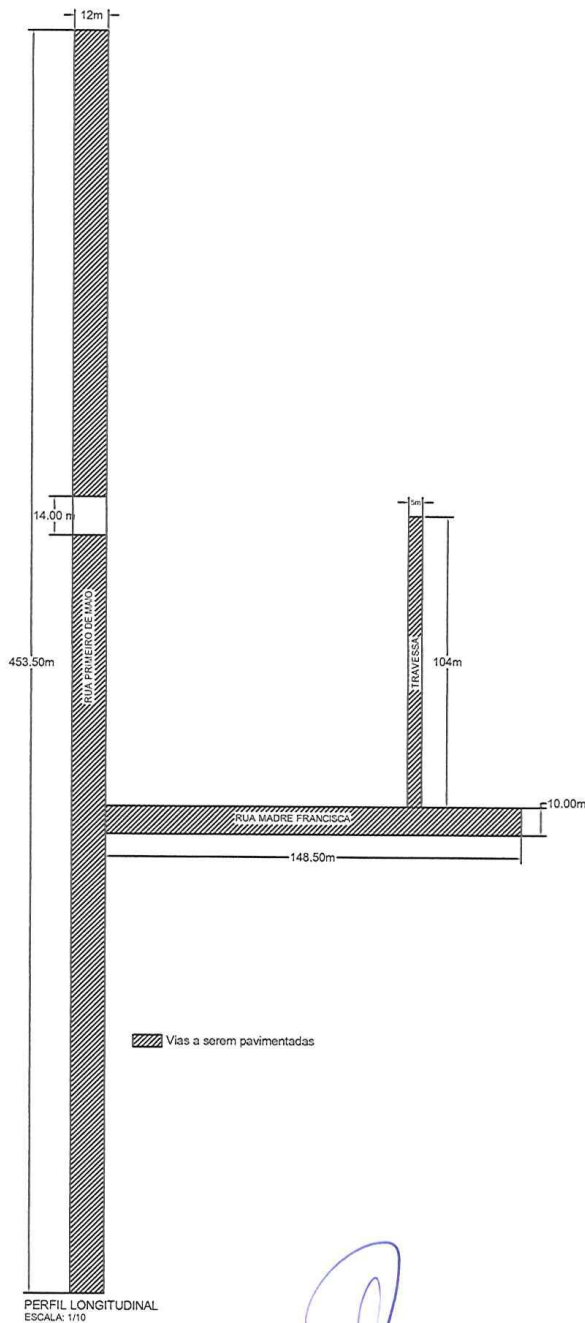 12m
14.00 m
5m
RUA PRIMEIRO DE MAIO
TRAVESSA
453.50m
104m
10.00m
RUA MADRE FRANCISCA
148.50m
Vias a serem pavimentadas
PERFIL LONGITUDINAL
ESCALA: 1/10